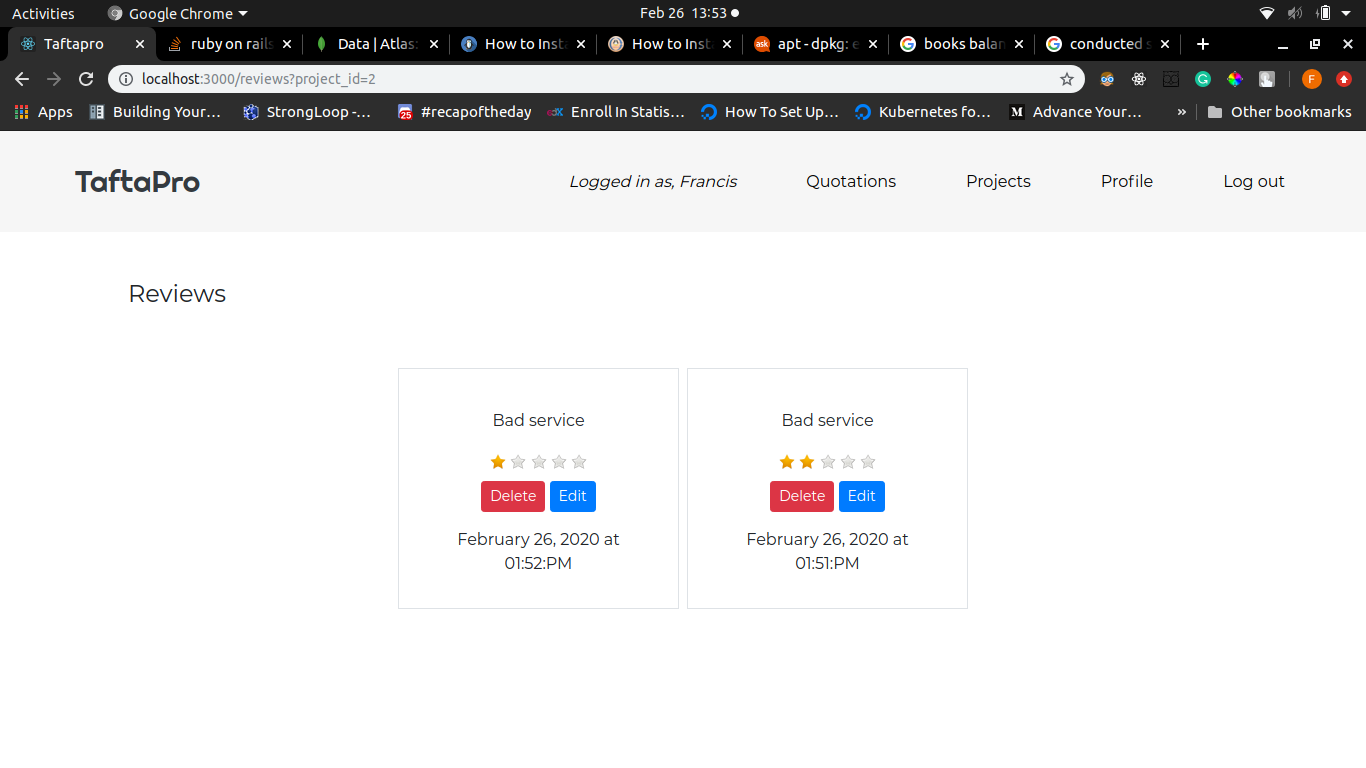 Activities Google Chrome Feb 26 13:53
Taftapro ruby on rails Data | Atlas: How to Insta How to Insta apt - dpkg: e books balan conducted s
localhost:3000/reviews?project_id=2 F
Apps Building Your… StrongLoop -… 25 #recapoftheday edX Enroll In Statis… How To Set Up… Kubernetes fo… M Advance Your… » Other bookmarks
TaftaPro Logged in as, Francis Quotations Projects Profile Log out
Reviews
Bad service Bad service
Delete Edit Delete Edit
February 26, 2020 at February 26, 2020 at
01:52:PM 01:51:PM